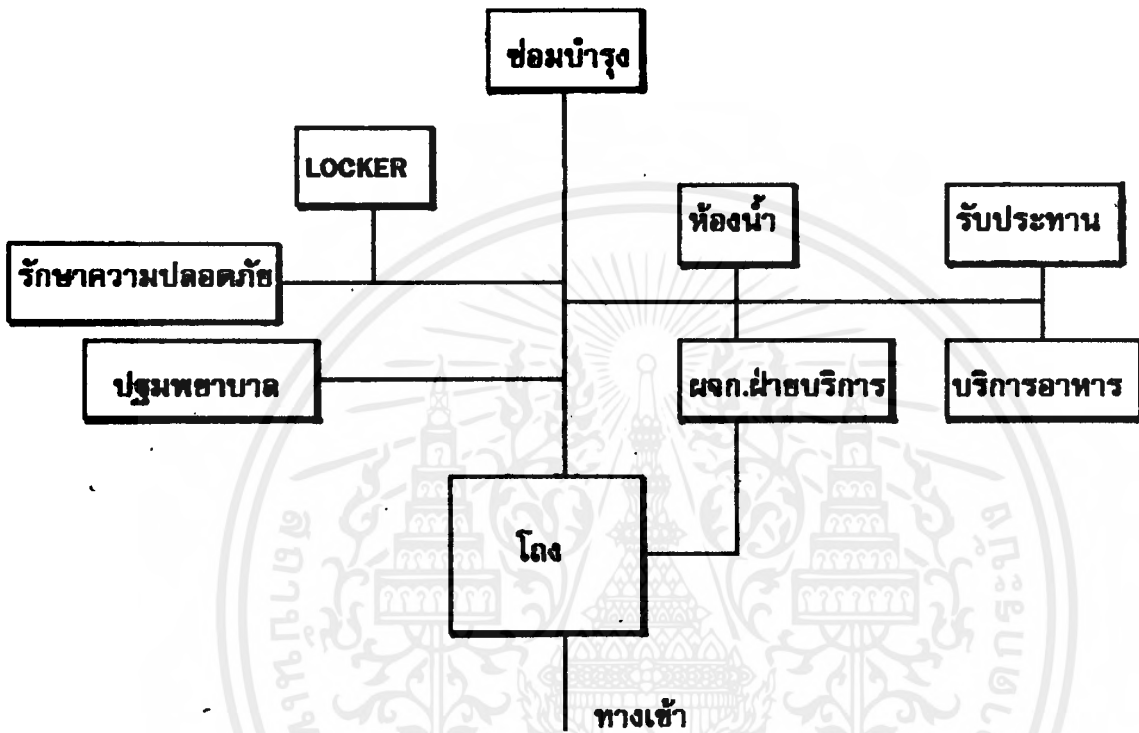 ซ่อมบำรุง
LOCKER
ห้องน้ำ
รับประทาน
รักษาความปลอดภัย
ปฐมพยาบาล
ผจก.ฝ่ายบริการ
บริการอาหาร
โถง
ทางเข้า